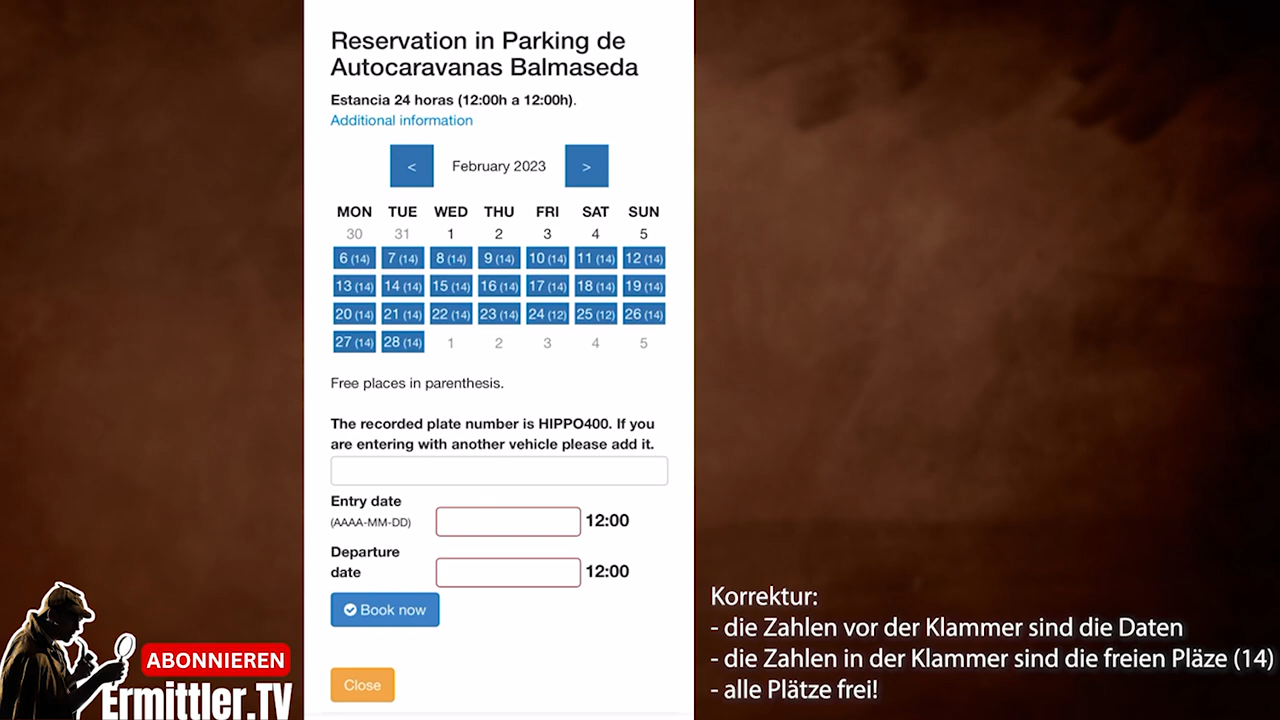 Reservation in Parking de
Autocaravanas Balmaseda
Estancia 24 horas (12:00h a 12:00h).
Additional information
< February 2023 >
MON TUE WED THU FRI SAT SUN
30 31 1 2 3 4 5
6 (14) 7 (14) 8 (14) 9 (14) 10 (14) 11 (14) 12 (14)
13 (14) 14 (14) 15 (14) 16 (14) 17 (14) 18 (14) 19 (14)
20 (14) 21 (14) 22 (14) 23 (14) 24 (12) 25 (12) 26 (14)
27 (14) 28 (14) 1 2 3 4 5
Free places in parenthesis.
The recorded plate number is HIPPO400. If you
are entering with another vehicle please add it.
Entry date
(AAAA-MM-DD) 12:00
Departure
date 12:00
Book now
Close
Korrektur:
- die Zahlen vor der Klammer sind die Daten
- die Zahlen in der Klammer sind die freien Pläze (14)
- alle Plätze frei!
ABONNIEREN
Ermittler.TV